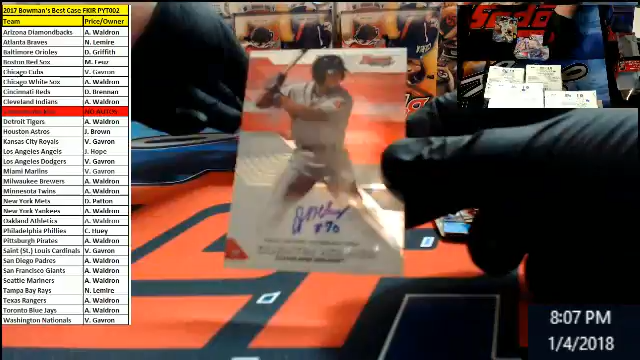 2017 Bowman's Best Case FKIR PYT002
Team Price/Owner
Arizona Diamondbacks A. Waldron
Atlanta Braves N. Lemire
Baltimore Orioles D. Griffith
Boston Red Sox M. Feuz
Chicago Cubs V. Gavron
Chicago White Sox A. Waldron
Cincinnati Reds D. Brennan
Cleveland Indians A. Waldron
NO AUTOS
Detroit Tigers A. Waldron
Houston Astros J. Brown
Kansas City Royals V. Gavron
Los Angeles Angels J. Hope
Los Angeles Dodgers V. Gavron
Miami Marlins V. Gavron
Milwaukee Brewers A. Waldron
Minnesota Twins A. Waldron
New York Mets D. Patton
New York Yankees A. Waldron
Oakland Athletics A. Waldron
Philadelphia Phillies C. Huey
Pittsburgh Pirates A. Waldron
Saint (St.) Louis Cardinals V. Gavron
San Diego Padres A. Waldron
San Francisco Giants A. Waldron
Seattle Mariners A. Waldron
Tampa Bay Rays N. Lemire
Texas Rangers A. Waldron
Toronto Blue Jays A. Waldron
Washington Nationals V. Gavron
#70
8:07 PM
1/4/2018